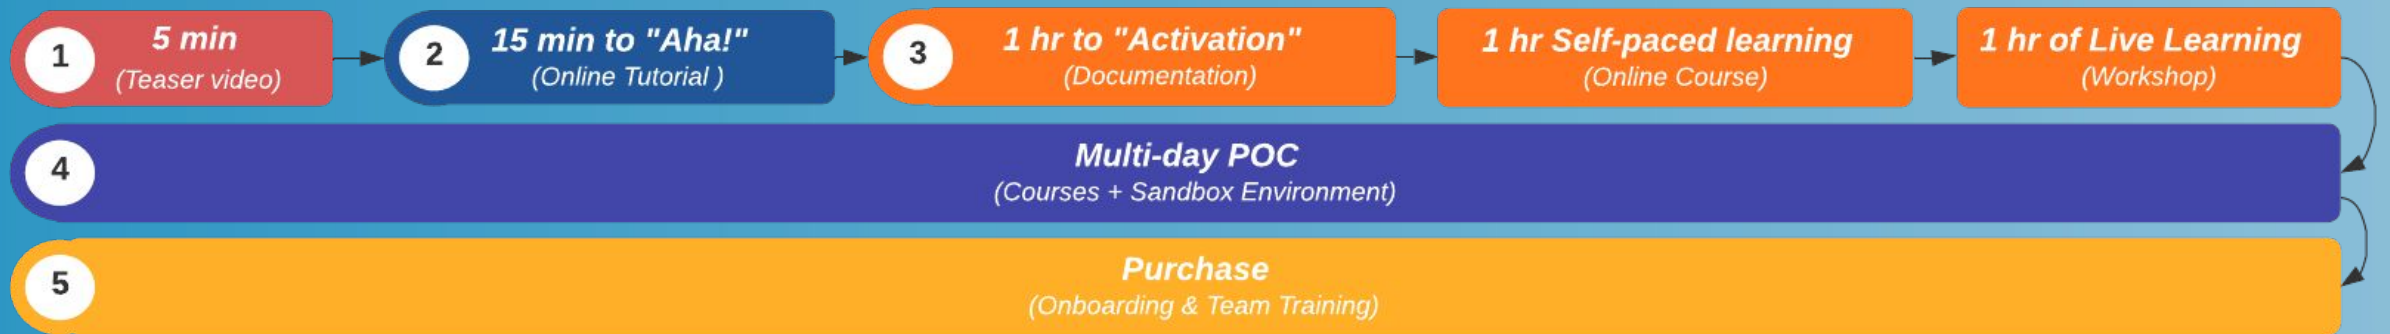 1
5 min
(Teaser video)
2
15 min to "Aha!"
(Online Tutorial )
3
1 hr to "Activation"
(Documentation)
1 hr Self-paced learning
(Online Course)
1 hr of Live Learning
(Workshop)
4
Multi-day POC
(Courses + Sandbox Environment)
5
Purchase
(Onboarding & Team Training)